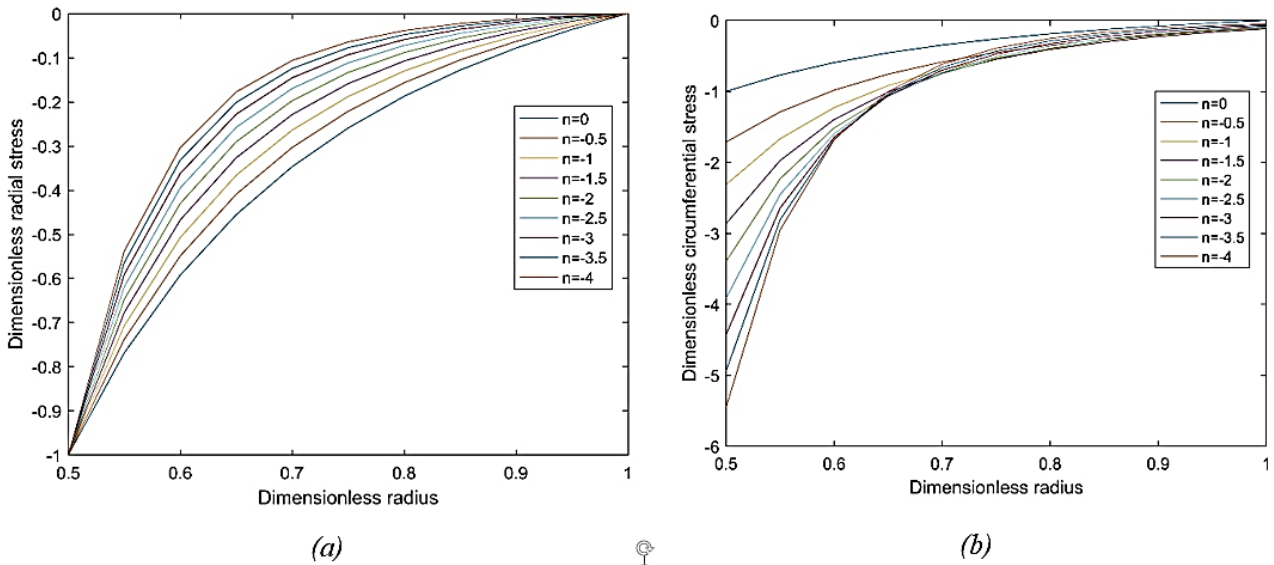 0
-0.1
-0.2
-0.3
-0.4
-0.5
-0.6
-0.7
-0.8
-0.9
-1
0.5 0.6 0.7 0.8 0.9 1
Dimensionless radial stress
Dimensionless radius
n=0
n=-0.5
n=-1
n=-1.5
n=-2
n=-2.5
n=-3
n=-3.5
n=-4
(a)
0
-1
-2
-3
-4
-5
-6
0.5 0.6 0.7 0.8 0.9 1
Dimensionless circumferential stress
Dimensionless radius
n=0
n=-0.5
n=-1
n=-1.5
n=-2
n=-2.5
n=-3
n=-3.5
n=-4
(b)